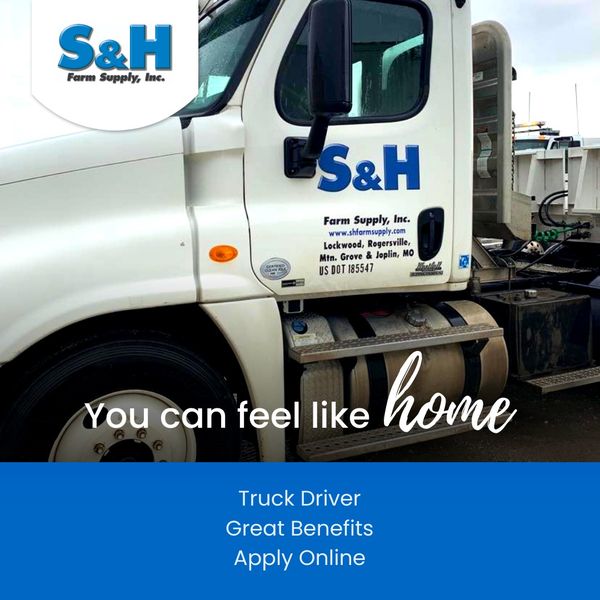 S&H
Farm Supply, Inc.
S&H
Farm Supply, Inc.
www.shfarmsupply.com
Lockwood, Rogersville,
Mtn. Grove & Joplin, MO
US DOT 185547
You can feel like home
Truck Driver
Great Benefits
Apply Online